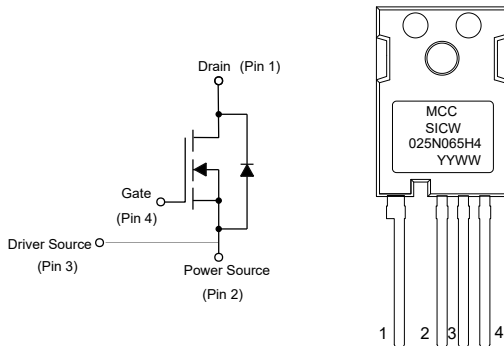 Drain (Pin 1)
Gate
(Pin 4)
Driver Source
(Pin 3)
Power Source
(Pin 2)
MCC
SICW
025N065H4
YYWW
1 2 3 4